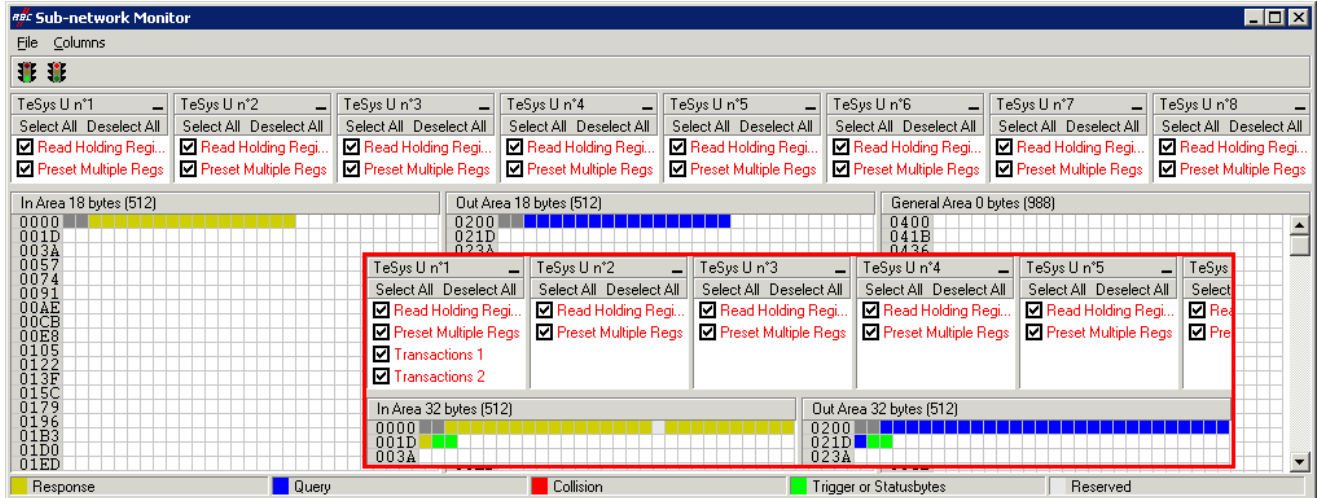 ABC Sub-network Monitor
File Columns
TeSys U n°1 TeSys U n°2 TeSys U n°3 TeSys U n°4 TeSys U n°5 TeSys U n°6 TeSys U n°7 TeSys U n°8
Select All Deselect All Select All Deselect All Select All Deselect All Select All Deselect All Select All Deselect All Select All Deselect All Select All Deselect All Select All Deselect All
Read Holding Regi... Read Holding Regi... Read Holding Regi... Read Holding Regi... Read Holding Regi... Read Holding Regi... Read Holding Regi... Read Holding Regi...
Preset Multiple Regs Preset Multiple Regs Preset Multiple Regs Preset Multiple Regs Preset Multiple Regs Preset Multiple Regs Preset Multiple Regs Preset Multiple Regs
In Area 18 bytes (512) Out Area 18 bytes (512) General Area 0 bytes (988)
0000 0200 0400
001D 021D 041B
003A 023A 0436
0057
0074
0091
00AE
00CB
00E8
0105
0122
013F
015C
0179
0196
01B3
01D0
01ED
TeSys U n°1 TeSys U n°2 TeSys U n°3 TeSys U n°4 TeSys U n°5 TeSys
Select All Deselect All Select All Deselect All Select All Deselect All Select All Deselect All Select All Deselect All Select
Read Holding Regi... Read Holding Regi... Read Holding Regi... Read Holding Regi... Read Holding Regi... Rea
Preset Multiple Regs Preset Multiple Regs Preset Multiple Regs Preset Multiple Regs Preset Multiple Regs Pre
Transactions 1
Transactions 2
In Area 32 bytes (512) Out Area 32 bytes (512)
0000 0200
001D 021D
003A 023A
Response Query Collision Trigger or Statusbytes Reserved